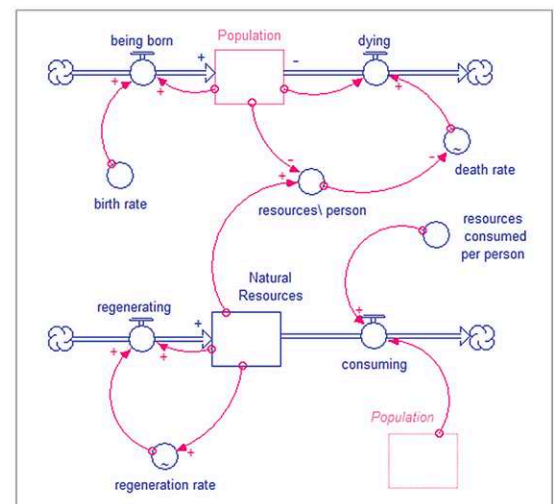 being born
Population
dying
+
-
+
+
birth rate
-
+
resources\ person
-
~
death rate
resources
consumed
per person
Natural
Resources
regenerating
+
+
+
+
consuming
+
+
Population
~
+
regeneration rate